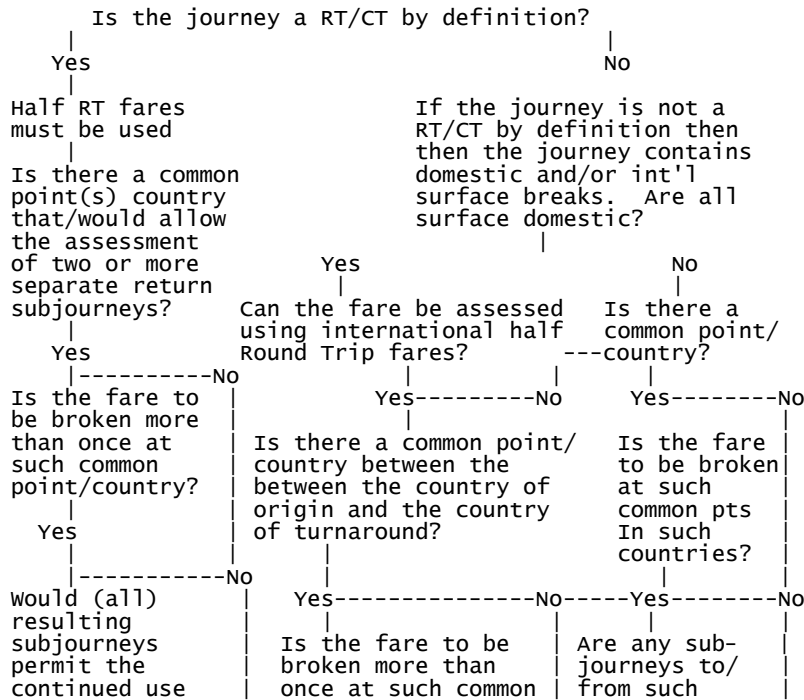 Is the journey a RT/CT by definition?
|                                        |
Yes                                      No
|
Half RT fares              If the journey is not a
must be used               RT/CT by definition then
|                          then the journey contains
Is there a common          domestic and/or int'l
point(s) country           surface breaks.  Are all
that/would allow           surface domestic?
the assessment                     |
of two or more      Yes                      No
separate return      |                       |
subjourneys?   Can the fare be assessed   Is there a
|              using international half   common point/
Yes            Round Trip fares?       ---country?
|----------No            |         |      |
Is the fare to |       Yes---------No    Yes--------No
be broken more |         |                          |
than once at   | Is there a common point/  Is the fare |
such common    | country between the       to be broken|
point/country? | between the country of    at such     |
|              | origin and the country    common pts  |
Yes            | of turnaround?            In such     |
|              |      |                    countries?  |
|-----------No        |                       |        |
Would (all)     |   Yes---------------No-----Yes--------No
resulting       |    |                |       |        |
subjourneys     |  Is the fare to be  | Are any sub-   |
permit the      |  broken more than   | journeys to/   |
continued use   |  once at such common | from such     |